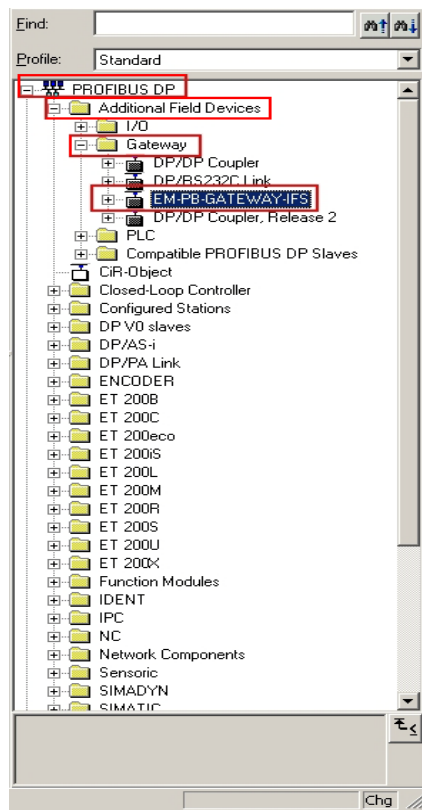 Find:
Profile: Standard
PROFIBUS DP
Additional Field Devices
I/O
Gateway
DP/DP Coupler
DP/RS232C Link
EM-PB-GATEWAY-IFS
DP/DP Coupler, Release 2
PLC
Compatible PROFIBUS DP Slaves
CiR-Object
Closed-Loop Controller
Configured Stations
DP V0 slaves
DP/AS-i
DP/PA Link
ENCODER
ET 200B
ET 200C
ET 200eco
ET 200iS
ET 200L
ET 200M
ET 200R
ET 200S
ET 200U
ET 200X
Function Modules
IDENT
IPC
NC
Network Components
Sensoric
SIMADYN
SIMATIC
Chg